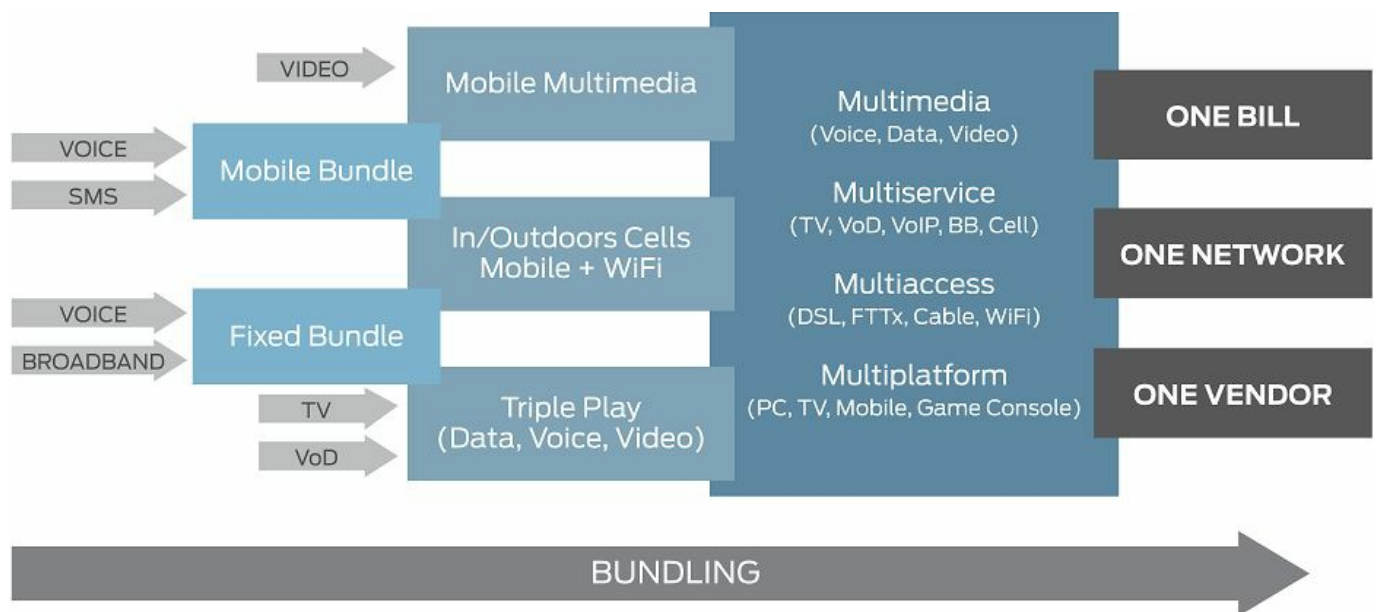 VIDEO
VOICE
SMS
Mobile Bundle
VOICE
BROADBAND
Fixed Bundle
TV
VoD
Mobile Multimedia
In/Outdoors Cells
Mobile + WiFi
Triple Play
(Data, Voice, Video)
Multimedia
(Voice, Data, Video)
Multiservice
(TV, VoD, VoIP, BB, Cell)
Multiaccess
(DSL, FTTx, Cable, WiFi)
Multiplatform
(PC, TV, Mobile, Game Console)
ONE BILL
ONE NETWORK
ONE VENDOR
BUNDLING